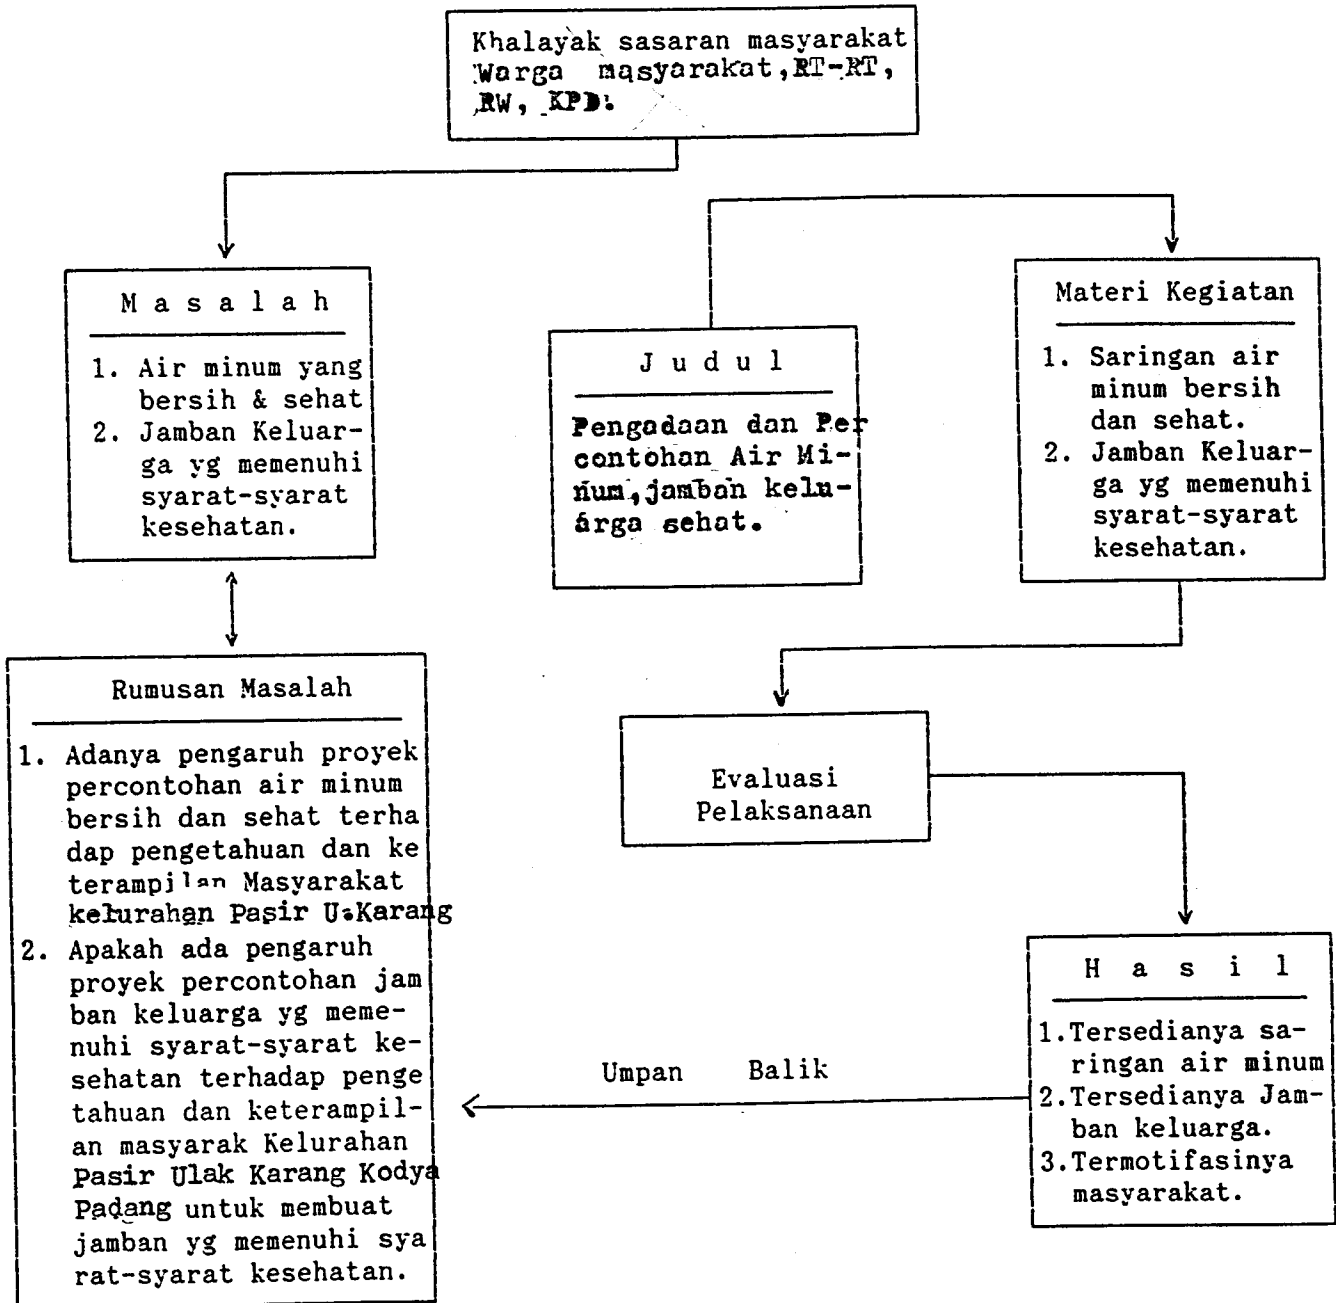 Khalayak sasaran masyarakat
Warga masyarakat, RT-RT,
RW, KPD.
M a s a l a h
1. Air minum yang
bersih & sehat
2. Jamban Keluar-
ga yg memenuhi
syarat-syarat
kesehatan.
J u d u l
Pengadaan dan Per
contohan Air Mi-
num, jamban kelu-
arga sehat.
Materi Kegiatan
1. Saringan air
minum bersih
dan sehat.
2. Jamban Keluar-
ga yg memenuhi
syarat-syarat
kesehatan.
Rumusan Masalah
1. Adanya pengaruh proyek
percontohan air minum
bersih dan sehat terha
dap pengetahuan dan ke
terampilan Masyarakat
kelurahan Pasir U.Karang
2. Apakah ada pengaruh
proyek percontohan jam
ban keluarga yg meme-
nuhi syarat-syarat ke-
sehatan terhadap penge
tahuan dan keterampil-
an masyarak Kelurahan
Pasir Ulak Karang Kodya
Padang untuk membuat
jamban yg memenuhi sya
rat-syarat kesehatan.
Evaluasi
Pelaksanaan
H a s i l
1.Tersedianya sa-
ringan air minum
2.Tersedianya Jam-
ban keluarga.
3.Termotifasinya
masyarakat.
Umpan Balik